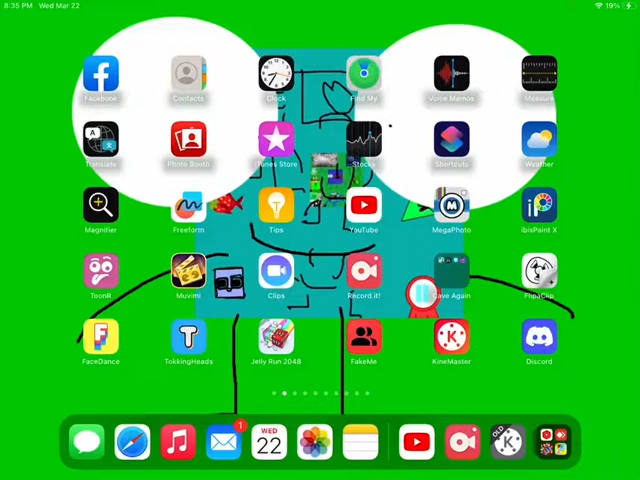 8:35 PM Wed Mar 22 19%
Facebook Contacts Clock Find My Voice Memos Measure
Translate Photo Booth iTunes Store Stocks Shortcuts Weather
Magnifier Freeform Tips YouTube MegaPhoto ibisPaint X
ToonR Muvimi Clips Record it! Cave Again FlipaClip
FaceDance TokkingHeads Jelly Run 2048 FakeMe KineMaster Discord
1
WED
22
OLD